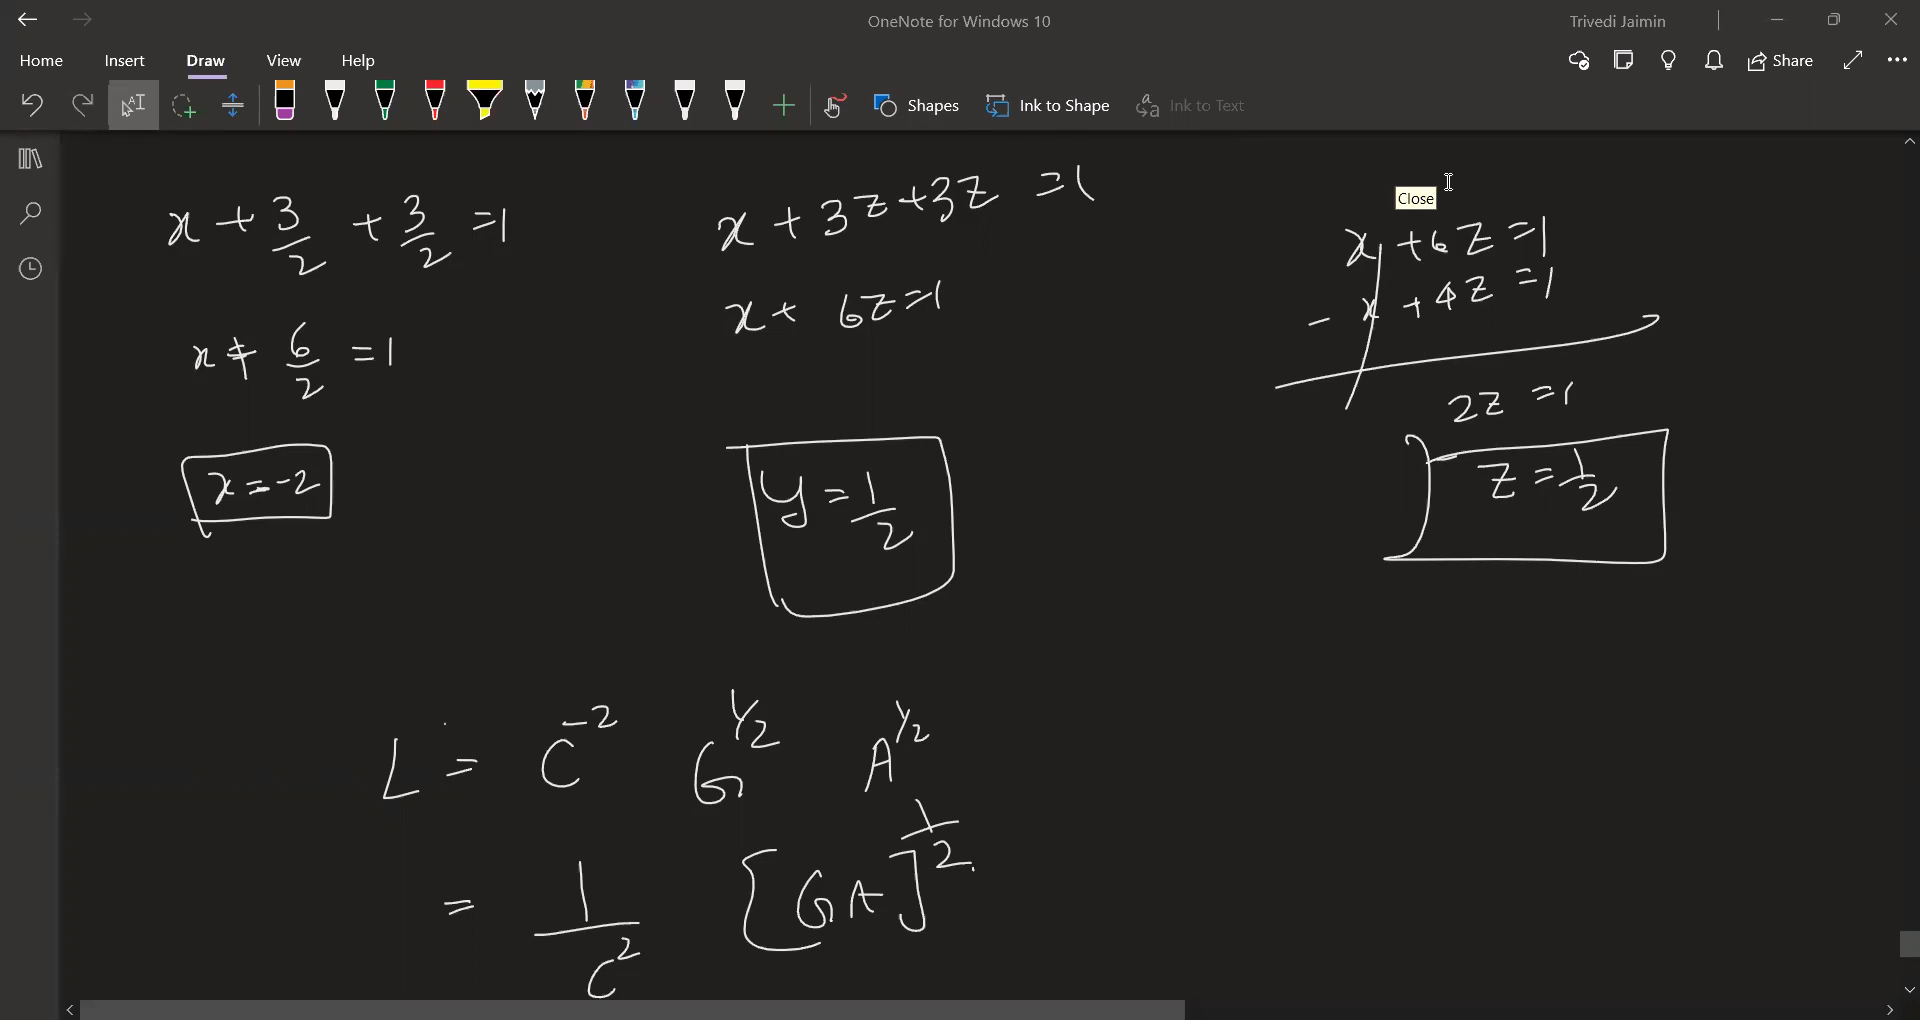 OneNote for Windows 10
Trivedi Jaimin
Home Insert Draw View Help
Share
Shapes
Ink to Shape
Ink to Text
Close
x + 3/2 + 3/2 = 1
x + 6/2 = 1
x = -2
x + 3z + 3z = 1
x + 6z = 1
y = 1/2
x + 6z = 1
- x + 4z = 1
2z = 1
z = 1/2
L = C^-2 G^1/2 A^1/2
= 1/C^2 [GA]^1/2